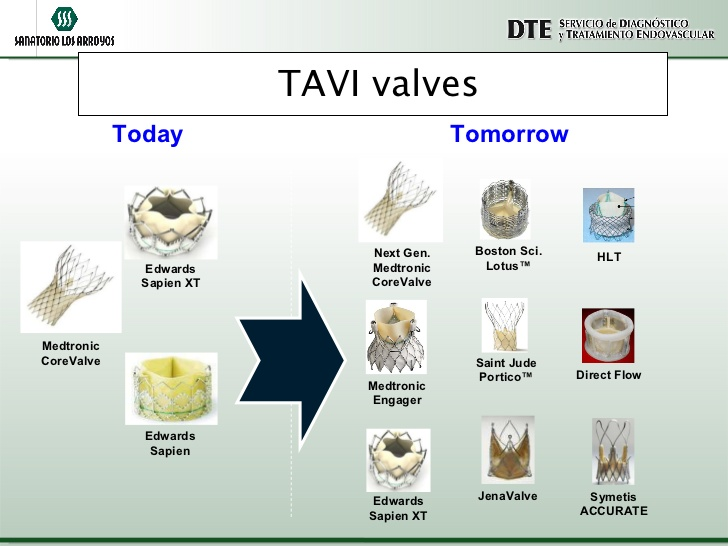 SANATORIO LOS ARROYOS
DTE SERVICIO de DIAGNÓSTICO
y TRATAMIENTO ENDOVASCULAR
TAVI valves
Today
Tomorrow
Edwards
Sapien XT
Medtronic
CoreValve
Edwards
Sapien
Next Gen.
Medtronic
CoreValve
Boston Sci.
Lotus™
HLT
Medtronic
Engager
Saint Jude
Portico™
Direct Flow
Edwards
Sapien XT
JenaValve
Symetis
ACCURATE